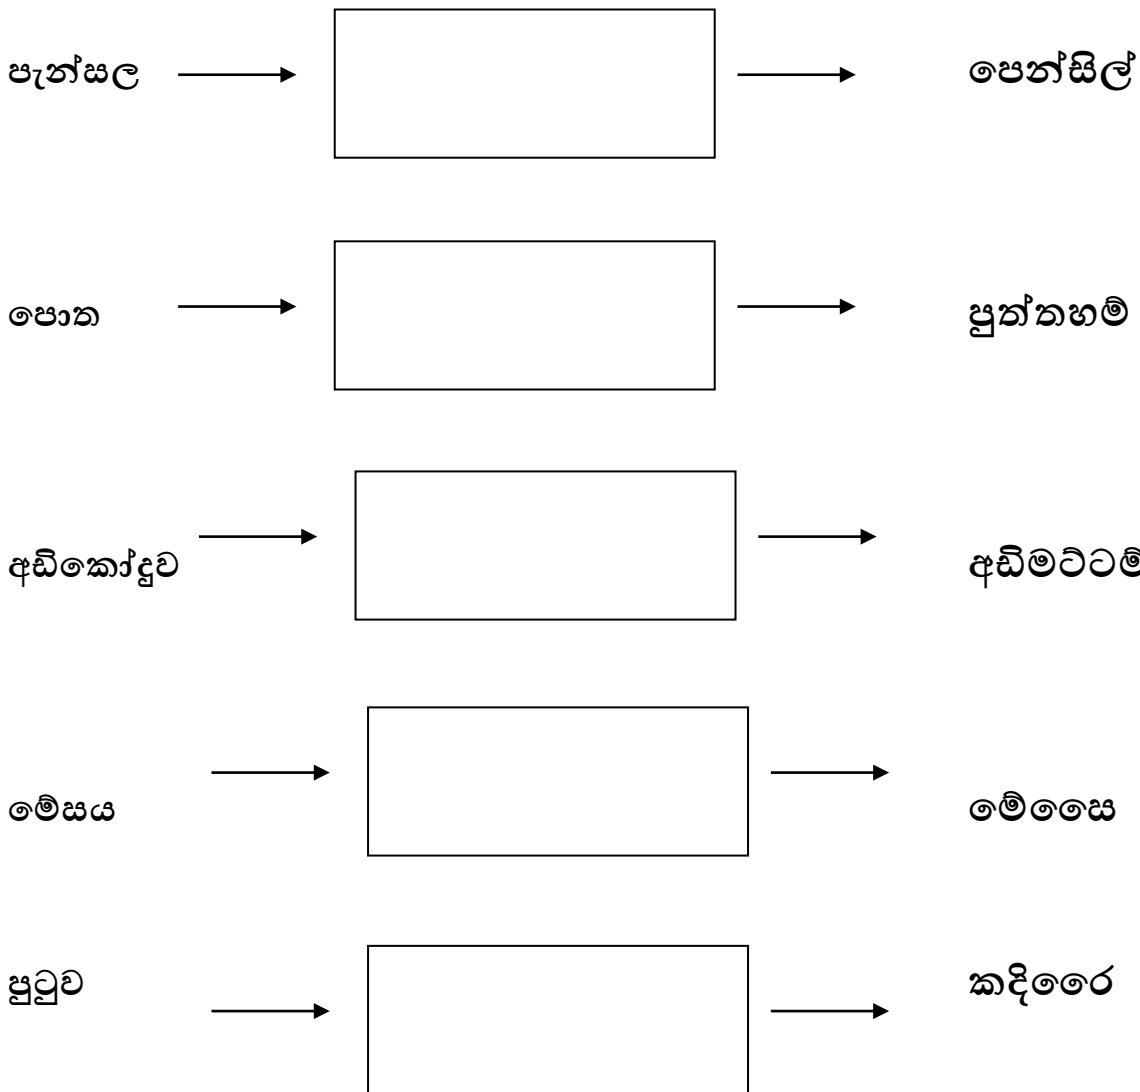 පැන්සල පෙන්සිල්
පොත පුත්තහම්
අඩිකෝදුව අඩිමට්ටම්
මේසය මේසෛ
පුටුව කදිරෛ